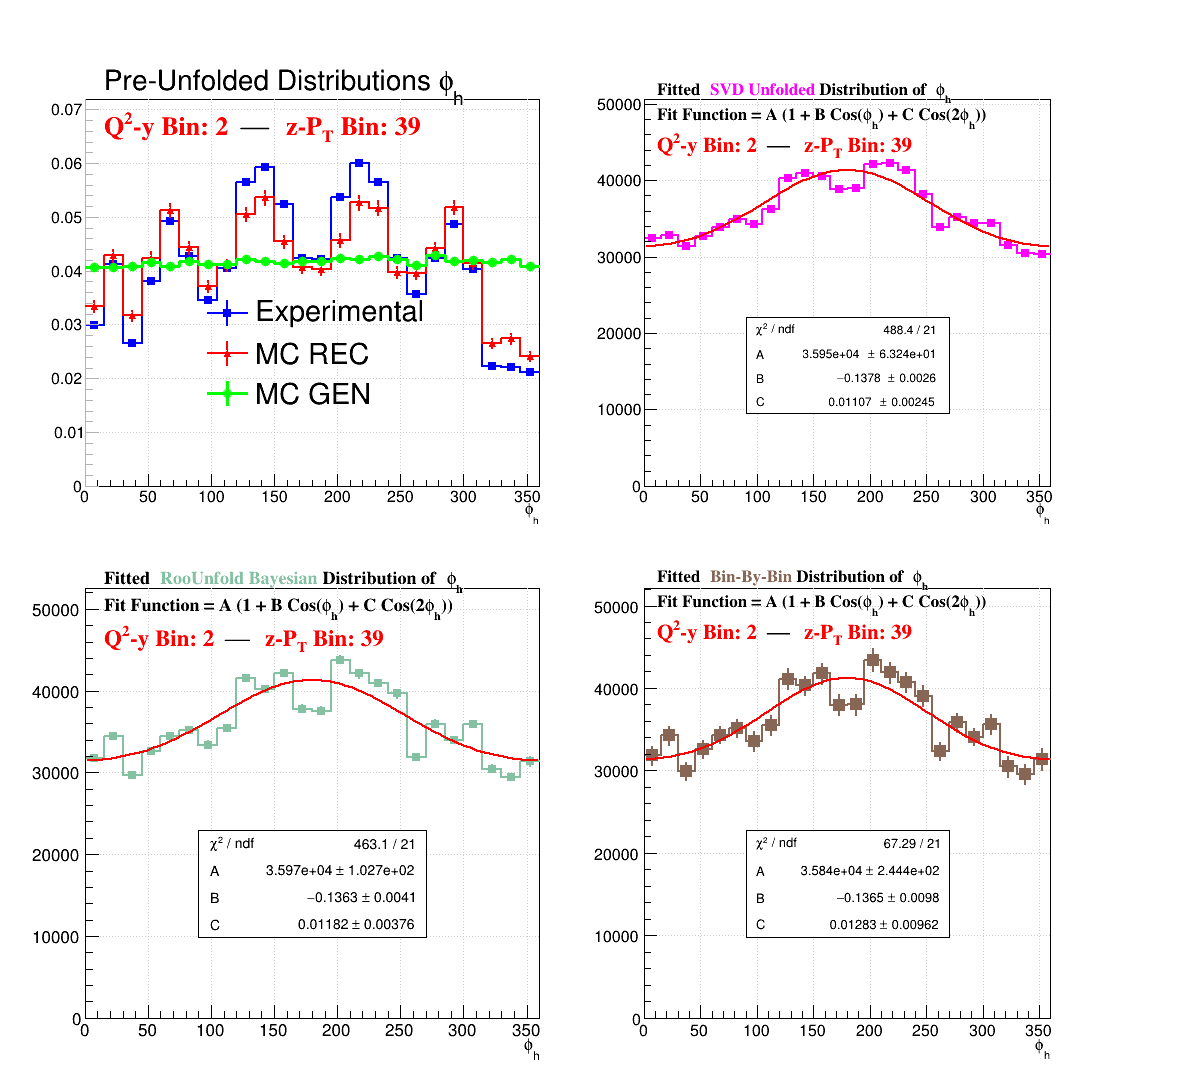 Pre-Unfolded Distributions ϕh
Q2-y Bin: 2 — z-PT Bin: 39
0.07
0.06
0.05
0.04
0.03
0.02
0.01
0
Experimental
MC REC
MC GEN
0 50 100 150 200 250 300 350
ϕh
Fitted SVD Unfolded Distribution of ϕh
Fit Function = A (1 + B Cos(ϕh) + C Cos(2ϕh))
Q2-y Bin: 2 — z-PT Bin: 39
50000
40000
30000
20000
10000
0
χ2 / ndf 488.4 / 21
A 3.595e+04 ± 6.324e+01
B −0.1378 ± 0.0026
C 0.01107 ± 0.00245
0 50 100 150 200 250 300 350
ϕh
Fitted RooUnfold Bayesian Distribution of ϕh
Fit Function = A (1 + B Cos(ϕh) + C Cos(2ϕh))
Q2-y Bin: 2 — z-PT Bin: 39
50000
40000
30000
20000
10000
0
χ2 / ndf 463.1 / 21
A 3.597e+04 ± 1.027e+02
B −0.1363 ± 0.0041
C 0.01182 ± 0.00376
0 50 100 150 200 250 300 350
ϕh
Fitted Bin-By-Bin Distribution of ϕh
Fit Function = A (1 + B Cos(ϕh) + C Cos(2ϕh))
Q2-y Bin: 2 — z-PT Bin: 39
50000
40000
30000
20000
10000
0
χ2 / ndf 67.29 / 21
A 3.584e+04 ± 2.444e+02
B −0.1365 ± 0.0098
C 0.01283 ± 0.00962
0 50 100 150 200 250 300 350
ϕh